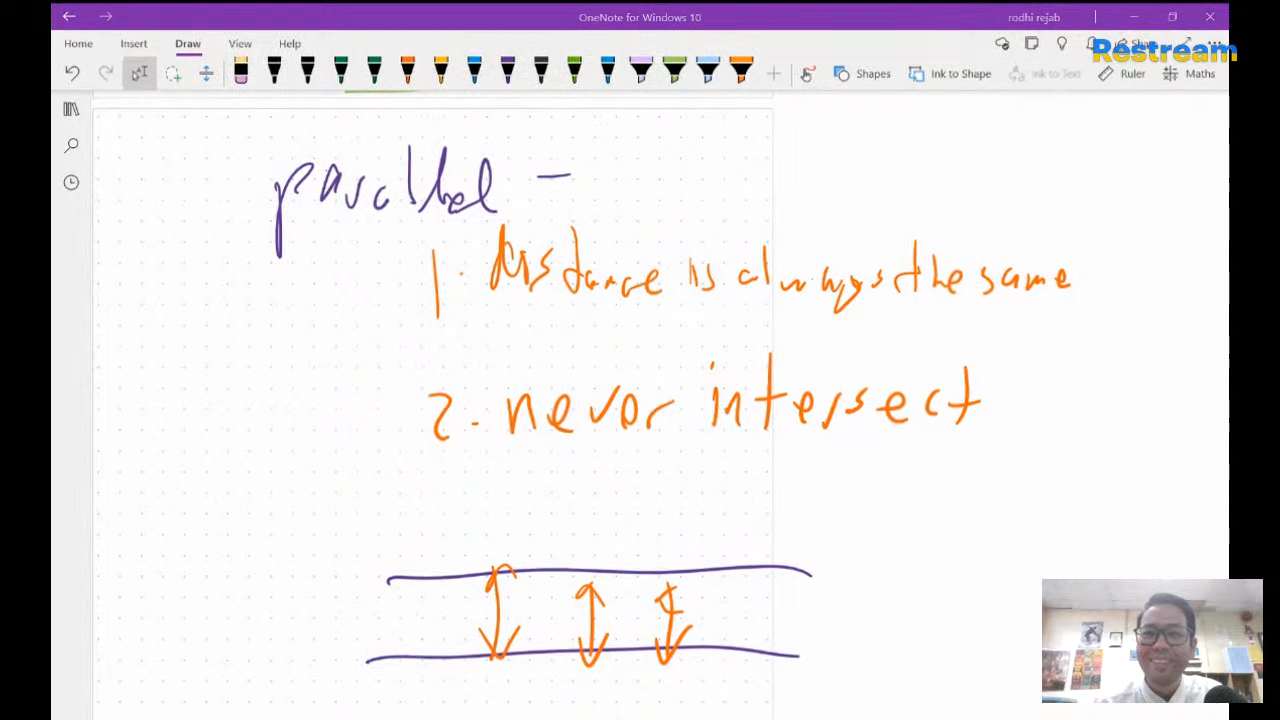 OneNote for Windows 10
rodhi rejab
Home Insert Draw View Help
Share
Restream
Shapes Ink to Shape Ink to Text Ruler Maths
parallel -
1. distance is always the same
2. never intersect